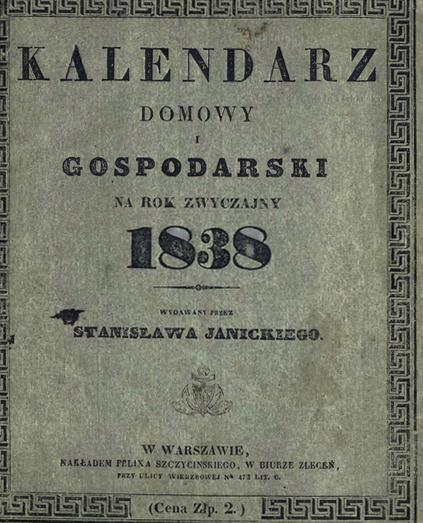 KALENDARZ
DOMOWY
I
GOSPODARSKI
NA ROK ZWYCZAJNY
1838
WYDAWANY PRZEZ
STANISŁAWA JANICKIEGO.
W WARSZAWIE,
NAKŁADEM FELIXA SZCZYCINSKIEGO, W BIURZE ZLECEŃ,
PRZY ULICY WIERZBOWEJ No 473 LIT. C.
(Cena Złp. 2.)